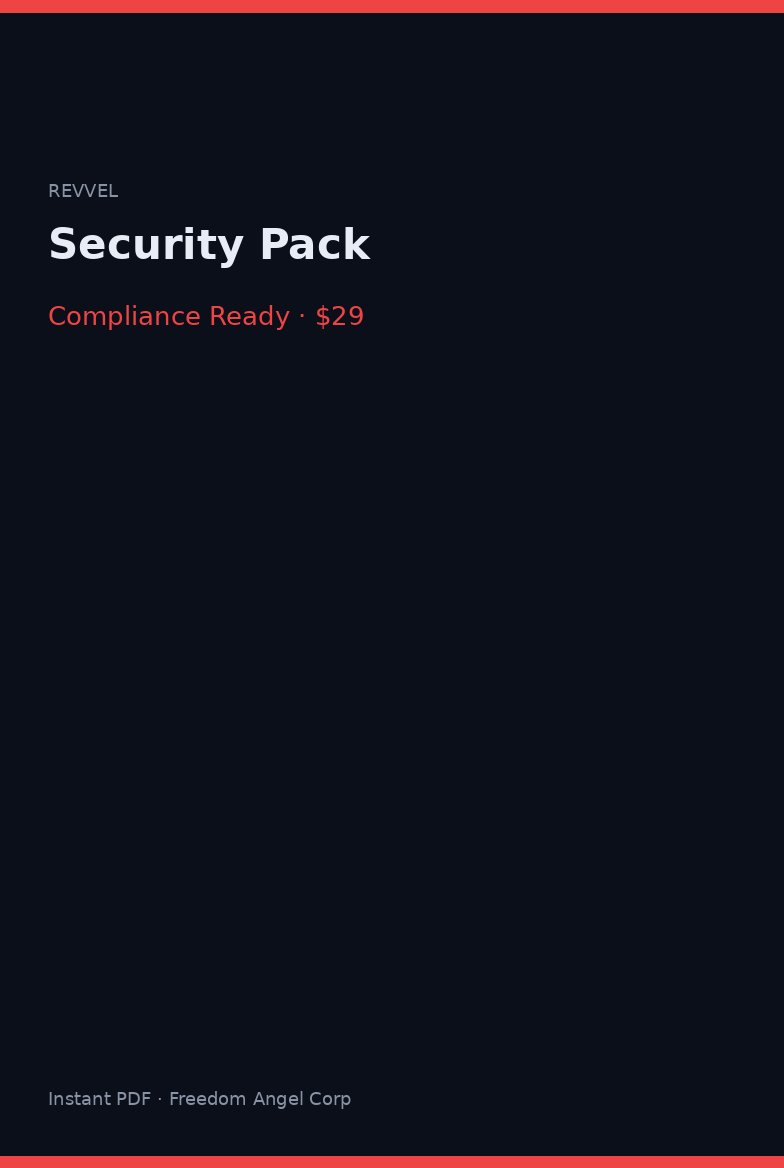 REVVEL
Security Pack
Compliance Ready · $29
Instant PDF · Freedom Angel Corp